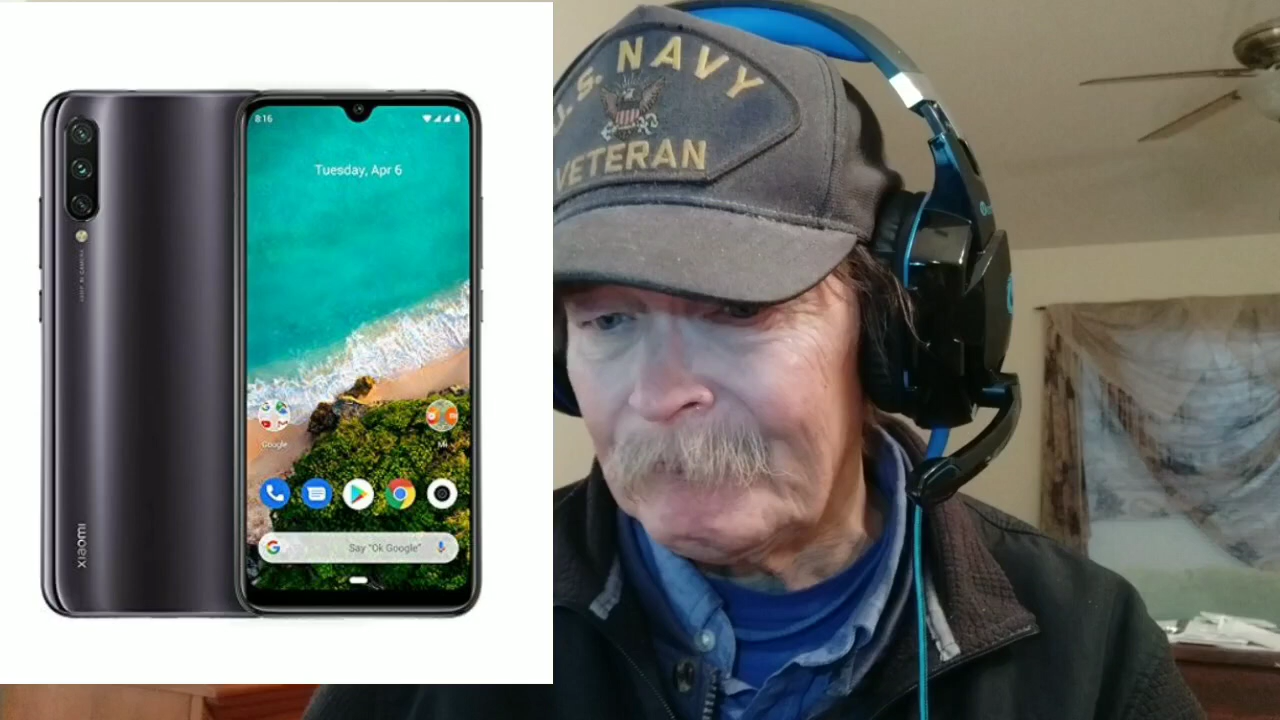 8:16
Tuesday, Apr 6
Google
Mi
Say "Ok Google"
XIAOMI
U.S. NAVY
VETERAN